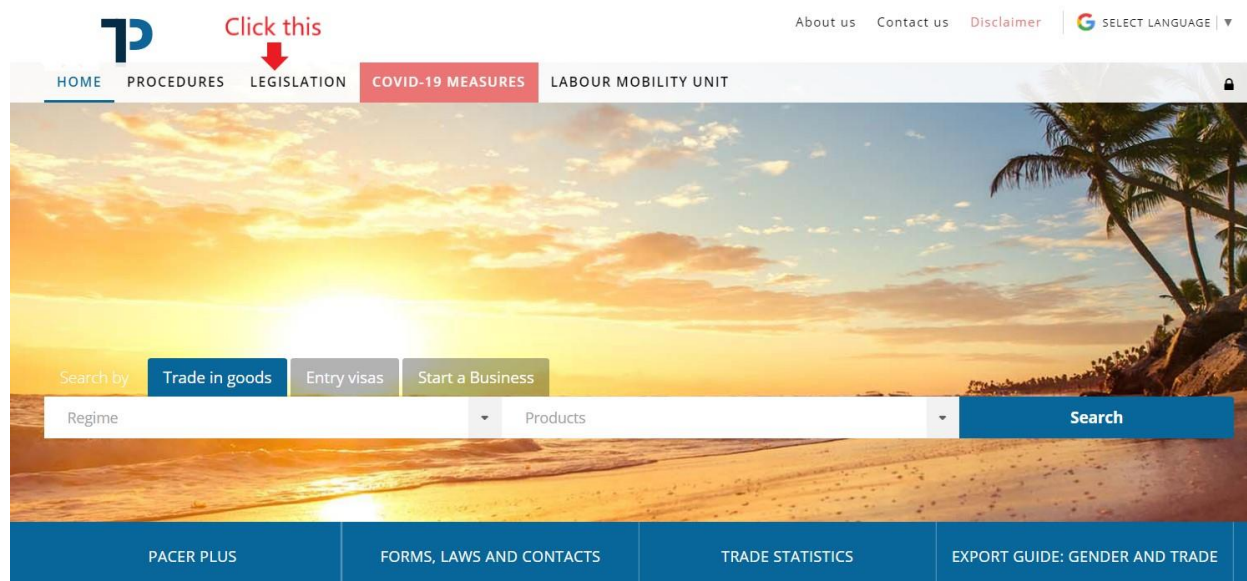 TP
Click this
About us Contact us Disclaimer G SELECT LANGUAGE ▼
HOME PROCEDURES LEGISLATION COVID-19 MEASURES LABOUR MOBILITY UNIT
Search by Trade in goods Entry visas Start a Business
Regime Products Search
PACER PLUS FORMS, LAWS AND CONTACTS TRADE STATISTICS EXPORT GUIDE: GENDER AND TRADE